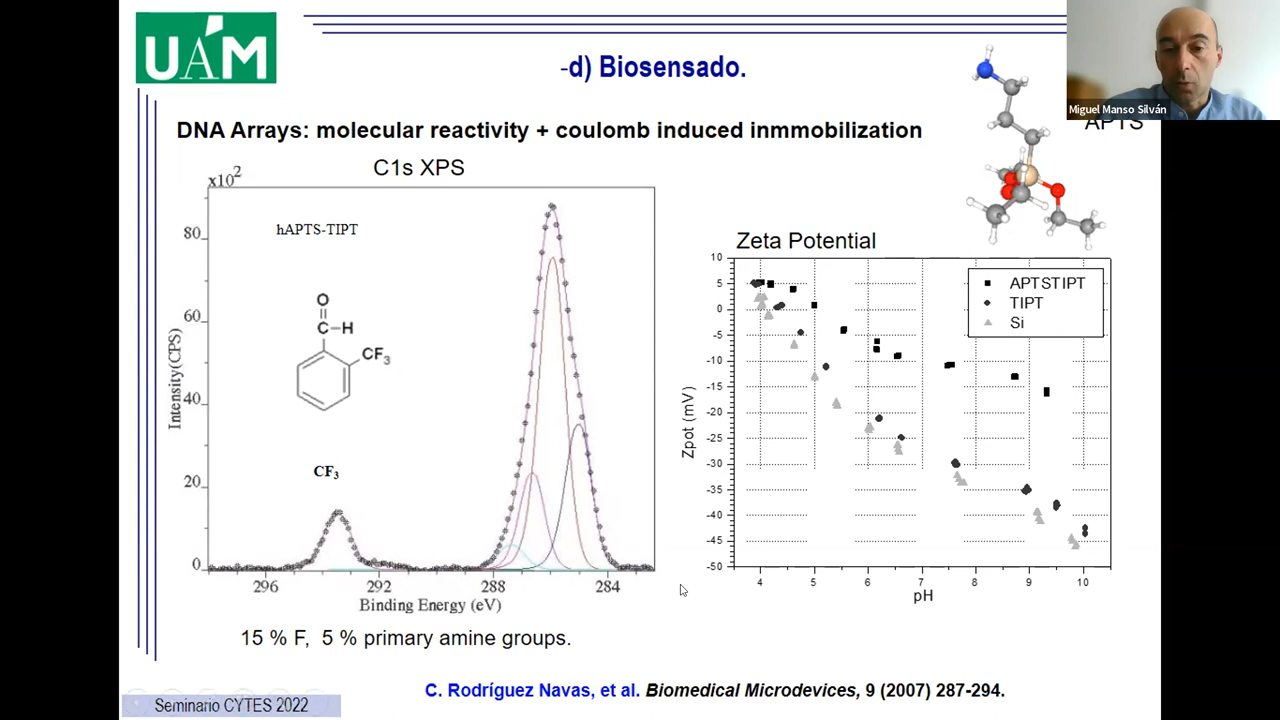 UÁM
-d) Biosensado.
Miguel Manso Silván
APTS
DNA Arrays: molecular reactivity + coulomb induced inmmobilization
C1s XPS
x10²
hAPTS-TIPT
80
60
40
20
0
Intensity(CPS)
O
C–H
CF₃
CF₃
296
292
288
284
Binding Energy (eV)
15 % F, 5 % primary amine groups.
Zeta Potential
10
5
0
-5
-10
-15
-20
-25
-30
-35
-40
-45
-50
Zpot (mV)
APTSTIPT
TIPT
Si
4
5
6
7
8
9
10
pH
C. Rodríguez Navas, et al. Biomedical Microdevices, 9 (2007) 287-294.
Seminario CYTES 2022